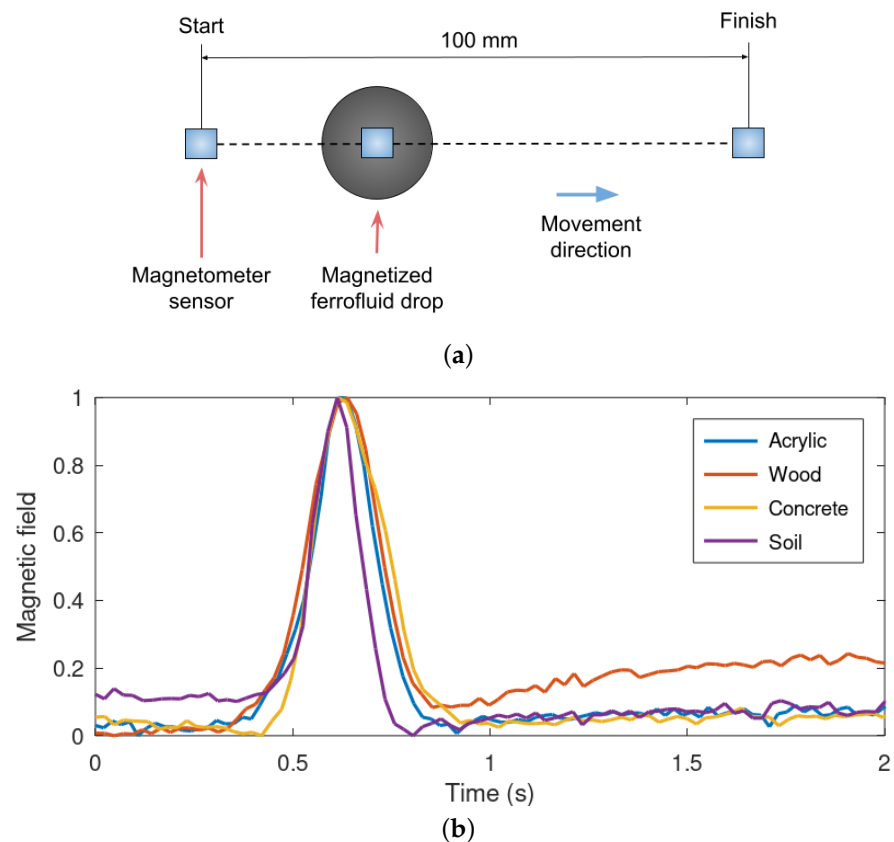 Start
Finish
100 mm
Magnetometer
sensor
Magnetized
ferrofluid drop
Movement
direction
(a)
Magnetic field
1
0.8
0.6
0.4
0.2
0
Acrylic
Wood
Concrete
Soil
0
0.5
1
1.5
2
Time (s)
(b)